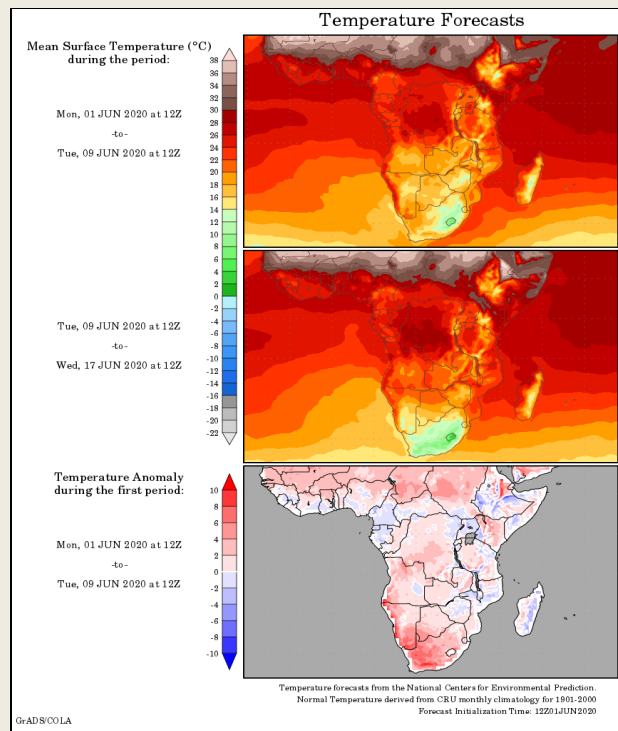 Temperature Forecasts
Mean Surface Temperature (°C)
during the period:
Mon, 01 JUN 2020 at 12Z
-to-
Tue, 09 JUN 2020 at 12Z
38
36
34
32
30
28
26
24
22
20
18
16
14
12
10
8
6
4
2
0
-2
-4
-6
-8
-10
-12
-14
-16
-18
-20
-22
Tue, 09 JUN 2020 at 12Z
-to-
Wed, 17 JUN 2020 at 12Z
Temperature Anomaly
during the first period:
Mon, 01 JUN 2020 at 12Z
-to-
Tue, 09 JUN 2020 at 12Z
10
8
6
4
2
0
-2
-4
-6
-8
-10
Temperature forecasts from the National Centers for Environmental Prediction.
Normal Temperature derived from CRU monthly climatology for 1901-2000
Forecast Initialization Time: 12Z01JUN2020
GrADS/COLA